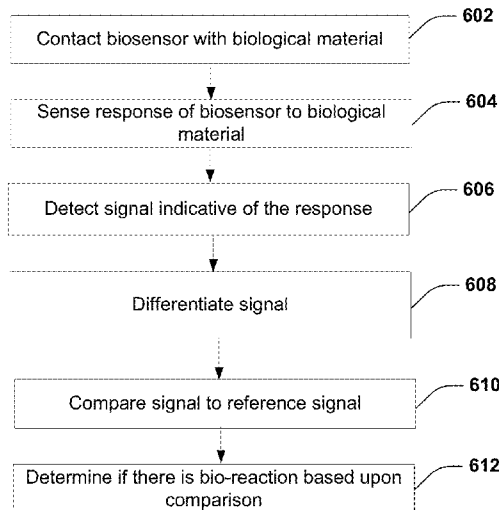 602
Contact biosensor with biological material
604
Sense response of biosensor to biological
material
606
Detect signal indicative of the response
608
Differentiate signal
610
Compare signal to reference signal
612
Determine if there is bio-reaction based upon
comparison